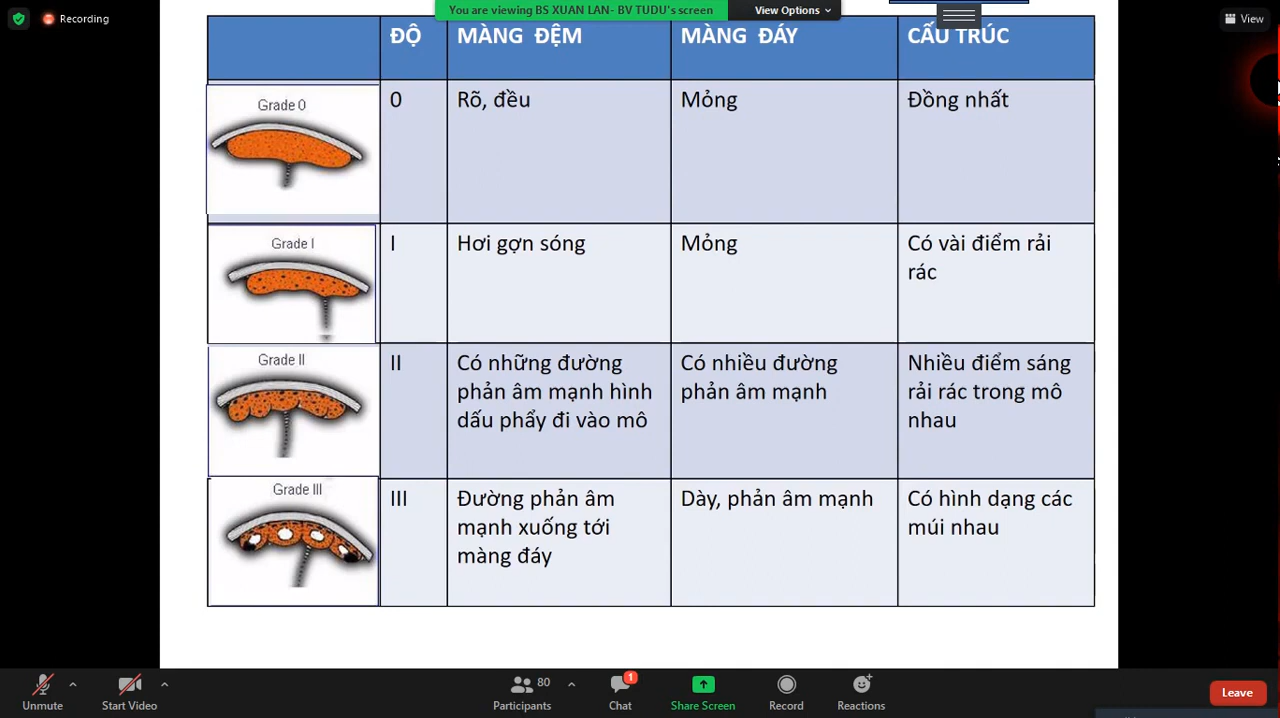 Recording
You are viewing BS XUAN LAN- BV TUDU's screen
View Options
View
ĐỘ
MÀNG ĐỆM
MÀNG ĐÁY
CẤU TRÚC
Grade 0
0
Rõ, đều
Mỏng
Đồng nhất
Grade I
I
Hơi gợn sóng
Mỏng
Có vài điểm rải
rác
Grade II
II
Có những đường
phản âm mạnh hình
dấu phẩy đi vào mô
Có nhiều đường
phản âm mạnh
Nhiều điểm sáng
rải rác trong mô
nhau
Grade III
III
Đường phản âm
mạnh xuống tới
màng đáy
Dày, phản âm mạnh
Có hình dạng các
múi nhau
Unmute
Start Video
80
Participants
1
Chat
Share Screen
Record
Reactions
Leave